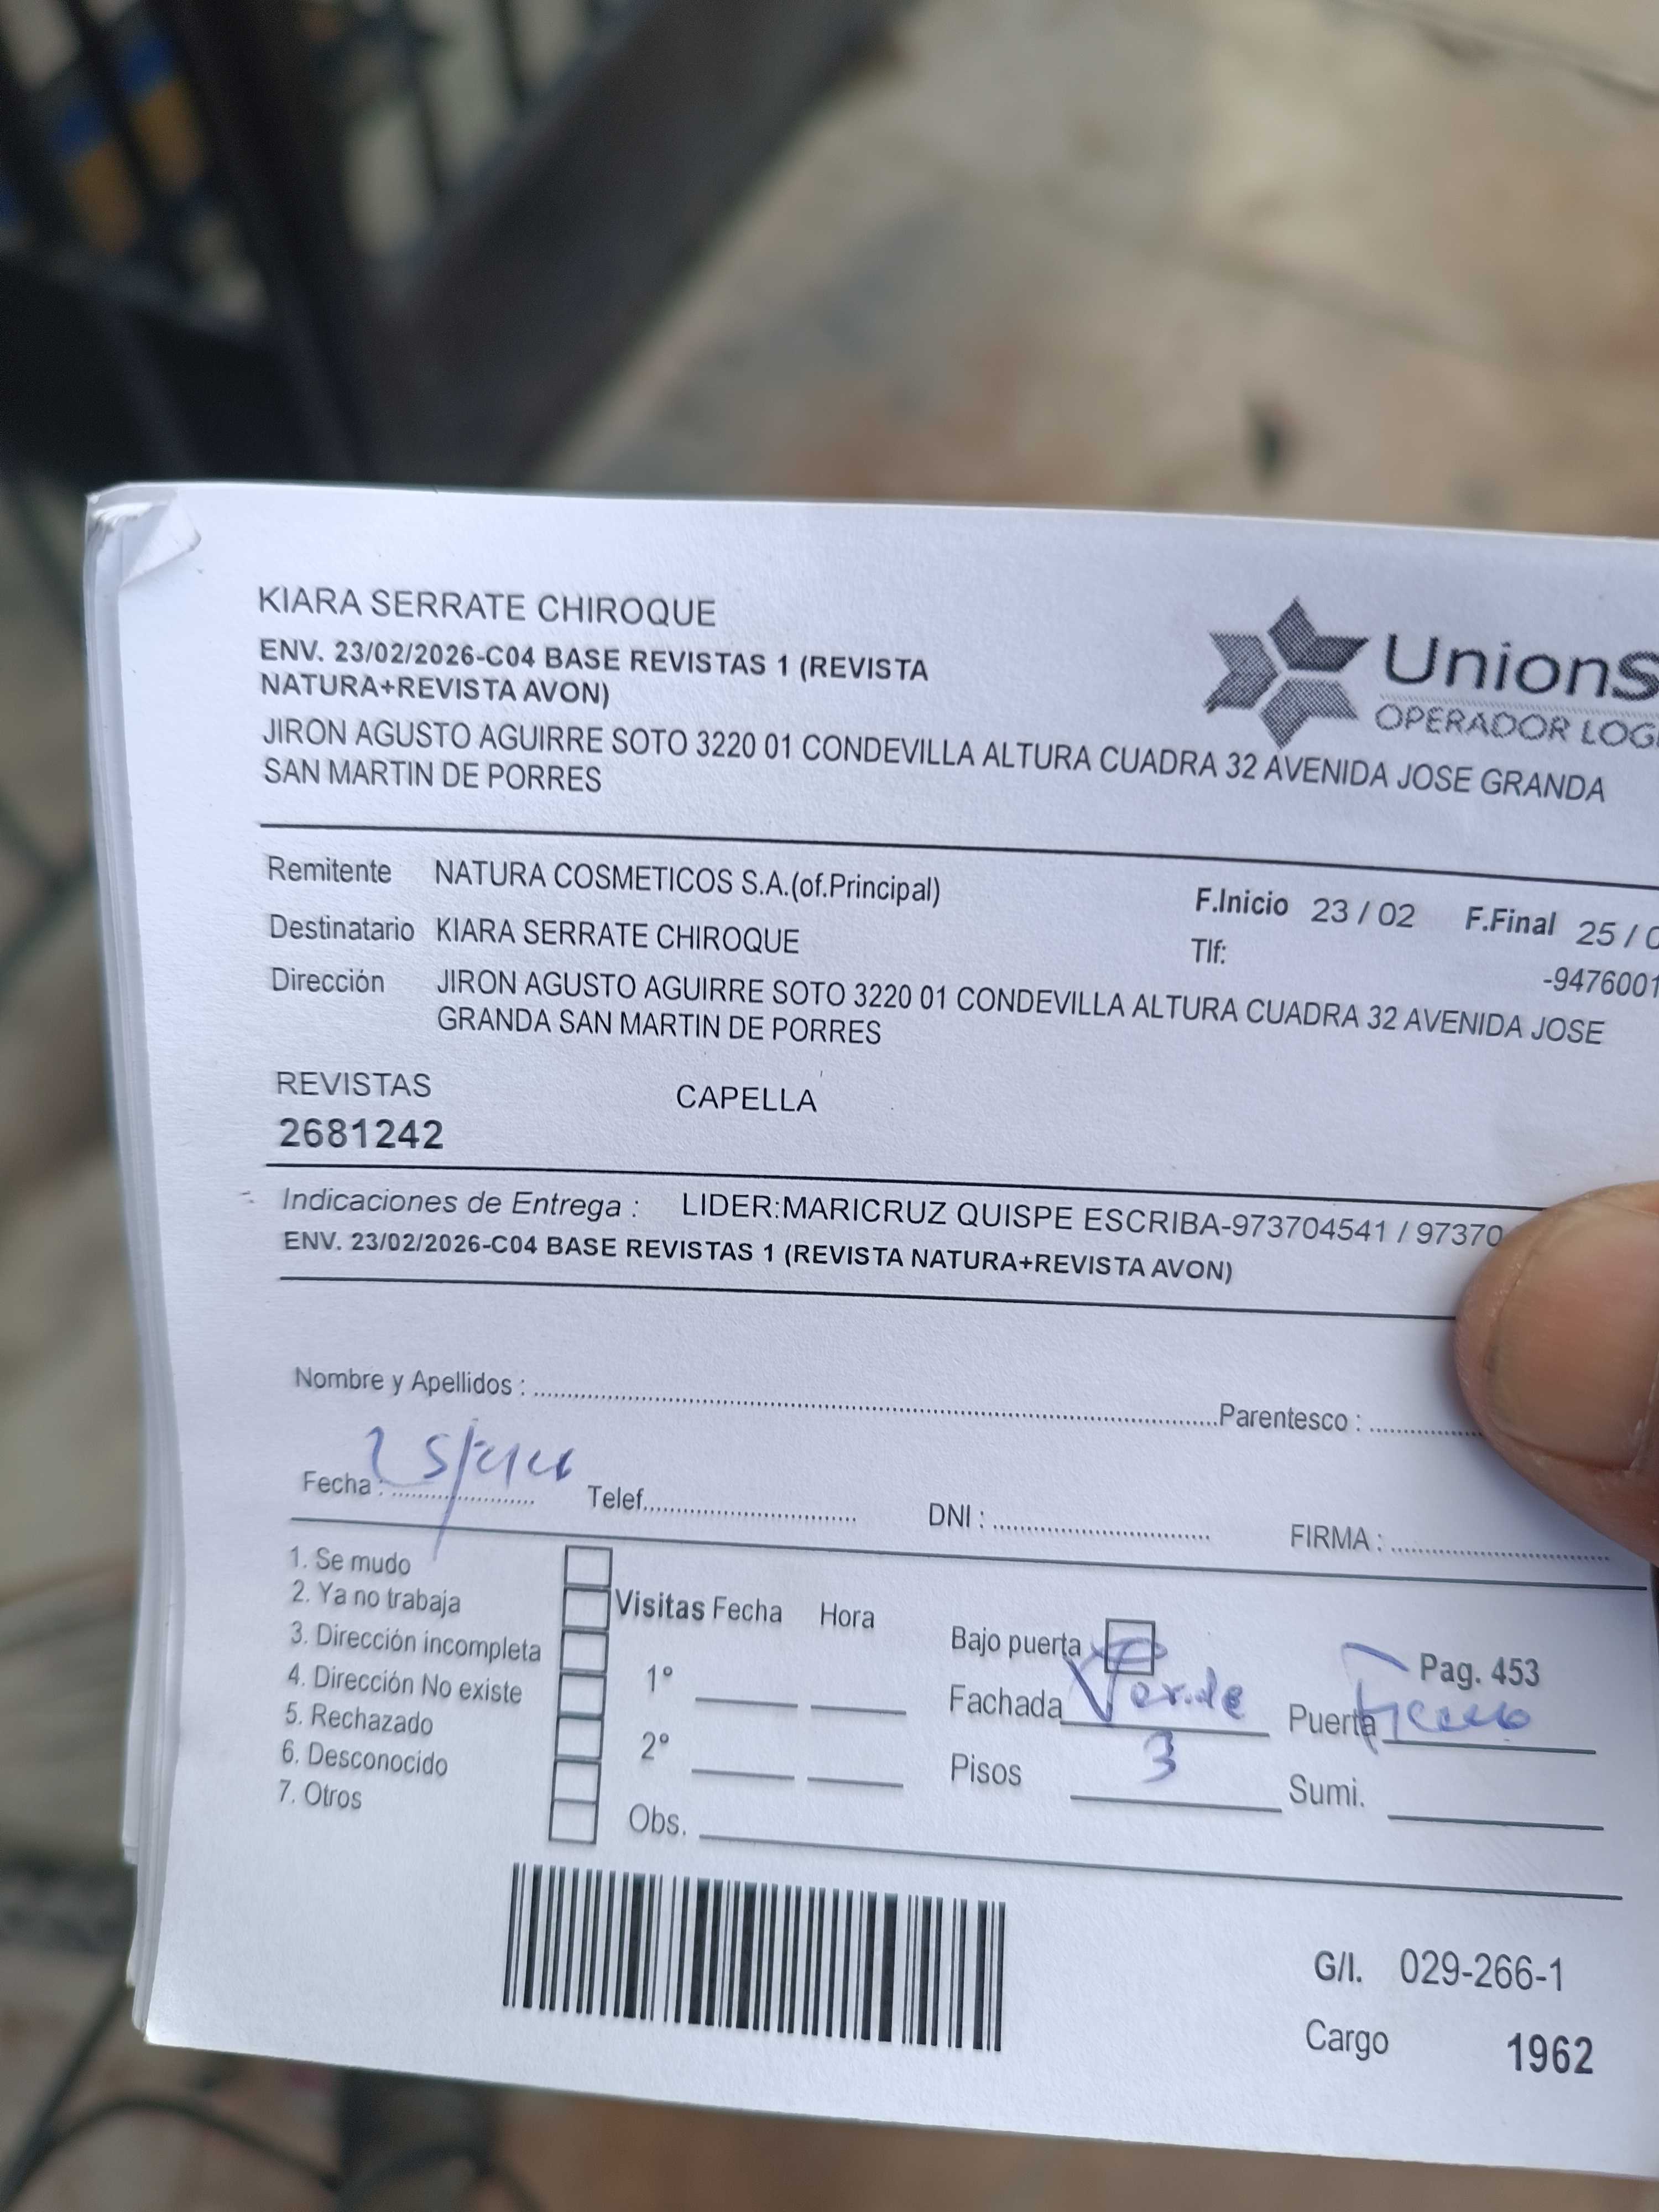 KIARA SERRATE CHIROQUE
ENV. 23/02/2026-C04 BASE REVISTAS 1 (REVISTA
NATURA+REVISTA AVON)
JIRON AGUSTO AGUIRRE SOTO 3220 01 CONDEVILLA ALTURA CUADRA 32 AVENIDA JOSE GRANDA
SAN MARTIN DE PORRES
UnionS
OPERADOR LOGI
Remitente NATURA COSMETICOS S.A.(of.Principal)
F.Inicio 23 / 02 F.Final 25 / 0
Destinatario KIARA SERRATE CHIROQUE
Tlf:
-9476001
Dirección JIRON AGUSTO AGUIRRE SOTO 3220 01 CONDEVILLA ALTURA CUADRA 32 AVENIDA JOSE
GRANDA SAN MARTIN DE PORRES
REVISTAS CAPELLA
2681242
Indicaciones de Entrega : LIDER:MARICRUZ QUISPE ESCRIBA-973704541 / 97370
ENV. 23/02/2026-C04 BASE REVISTAS 1 (REVISTA NATURA+REVISTA AVON)
Nombre y Apellidos : Parentesco :
Fecha : Telef. DNI : FIRMA :
1. Se mudo
2. Ya no trabaja
3. Dirección incompleta
4. Dirección No existe
5. Rechazado
6. Desconocido
7. Otros
Visitas Fecha Hora
1°
2°
Obs.
Bajo puerta Pag. 453
Fachada Verde Puerta
Pisos 3 Sumi.
G/I. 029-266-1
Cargo 1962